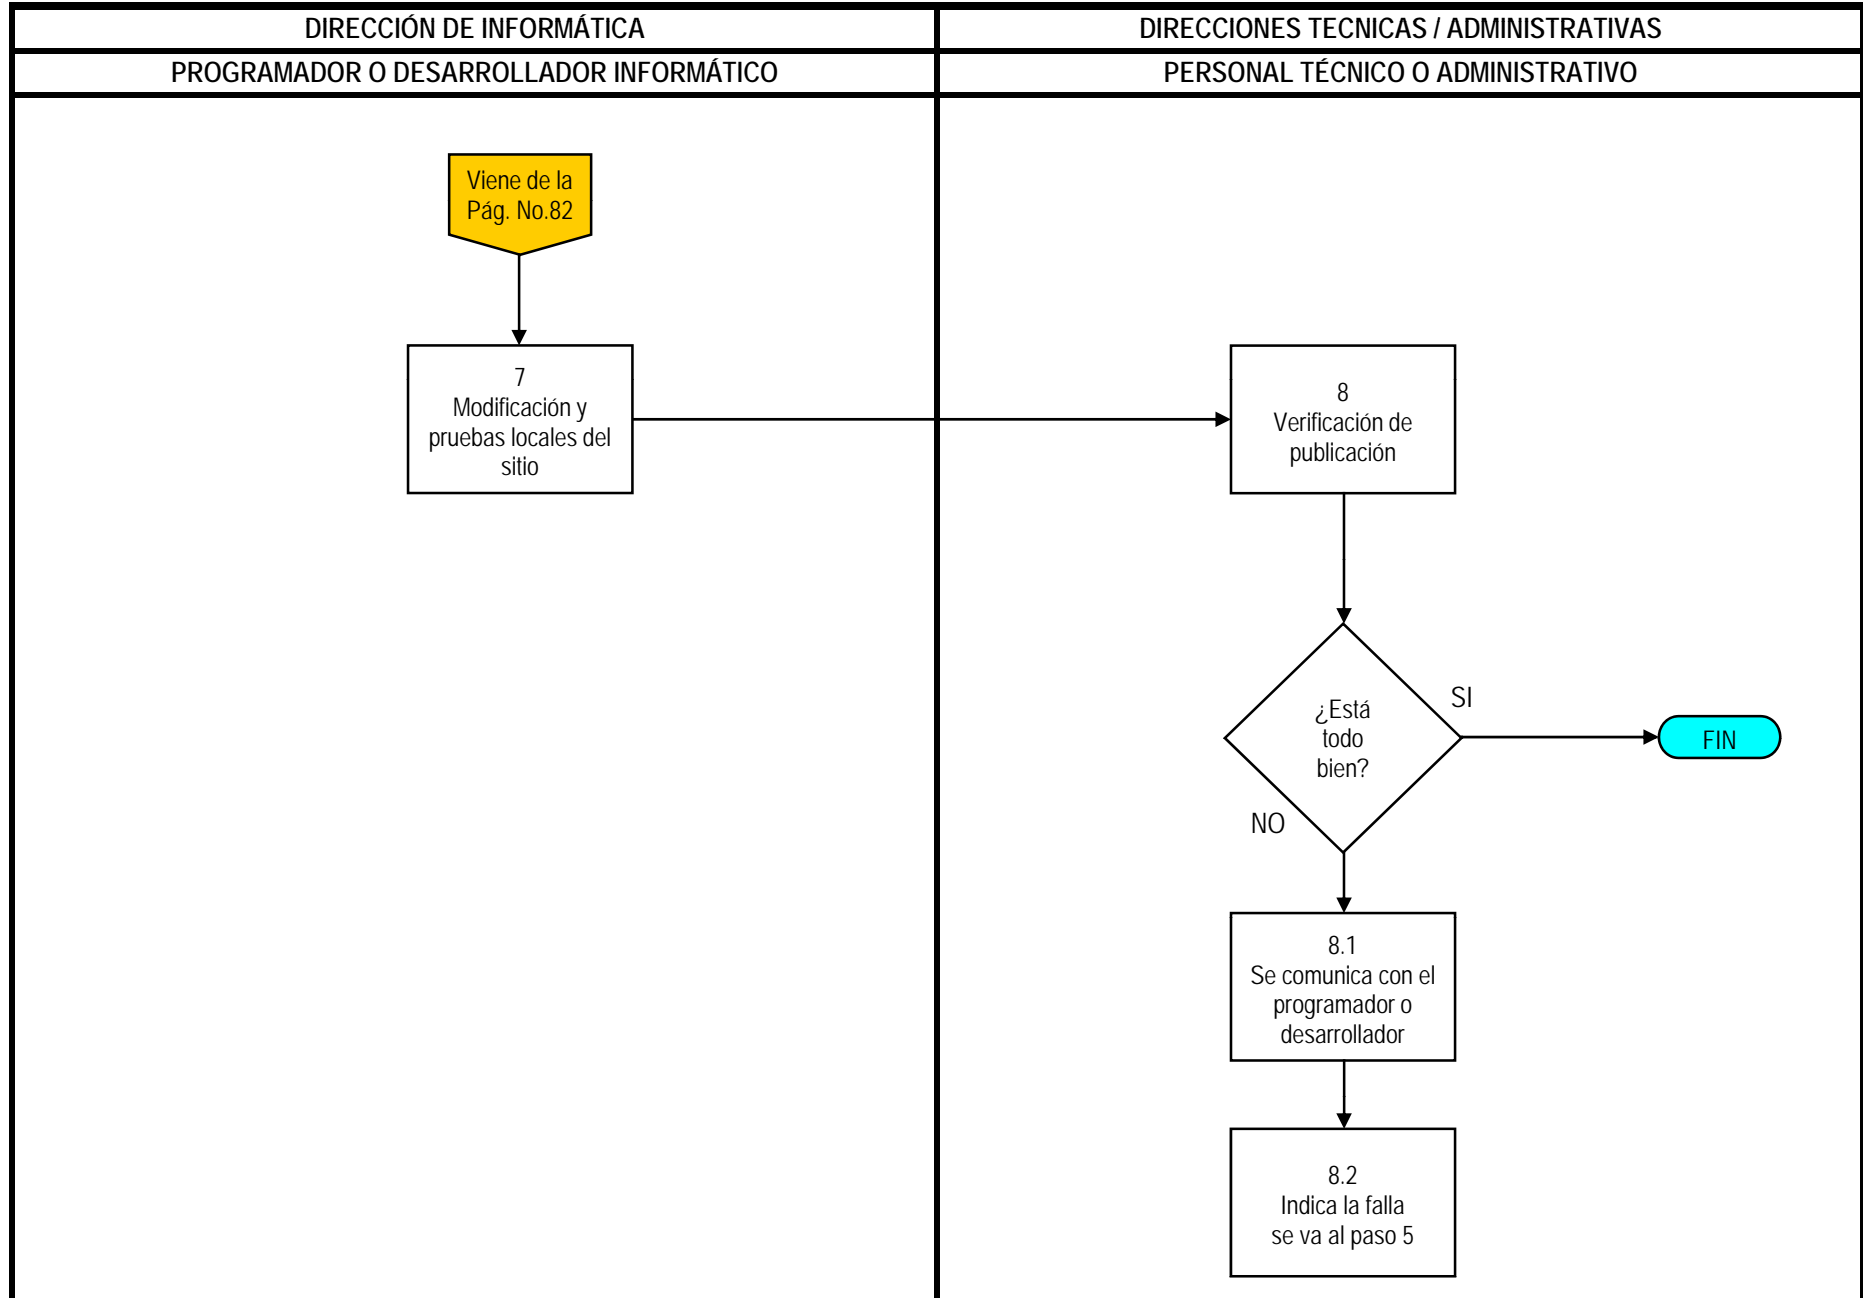 DIRECCIÓN DE INFORMÁTICA
DIRECCIONES TECNICAS / ADMINISTRATIVAS
PROGRAMADOR O DESARROLLADOR INFORMÁTICO
PERSONAL TÉCNICO O ADMINISTRATIVO
Viene de la
Pág. No.82
7
Modificación y
pruebas locales del
sitio
8
Verificación de
publicación
¿Está
todo
bien?
SI
FIN
NO
8.1
Se comunica con el
programador o
desarrollador
8.2
Indica la falla
se va al paso 5